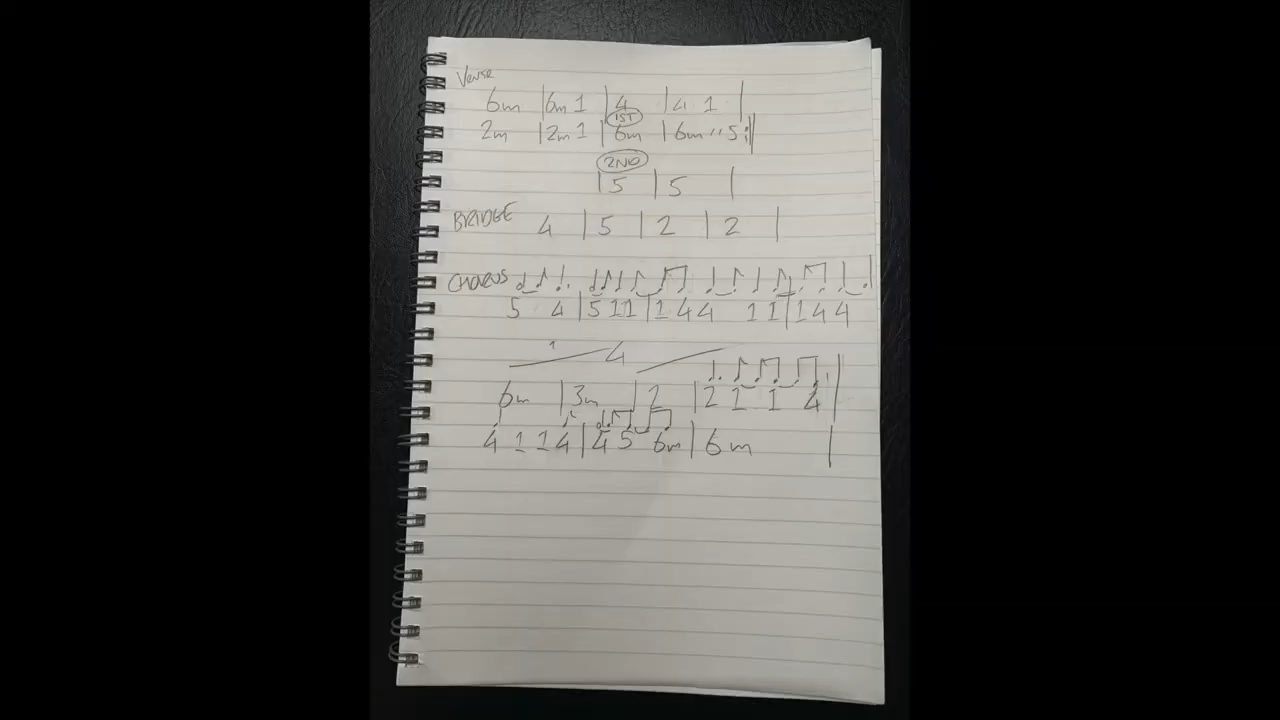 Verse
6m | 6m 1 | 4 | 4 1 |
1ST
2m | 2m 1 | 6m | 6m " 5 :||
2ND
| 5 | 5 |
BRIDGE 4 | 5 | 2 | 2 |
CHORUS
5 4 | 5 1 1 | 1 4 4 1 1 | 1 4 4
1 4
6m | 3m | 2 | 2 1 1 4 |
4 1 1 4 | 4 5 6m | 6m |